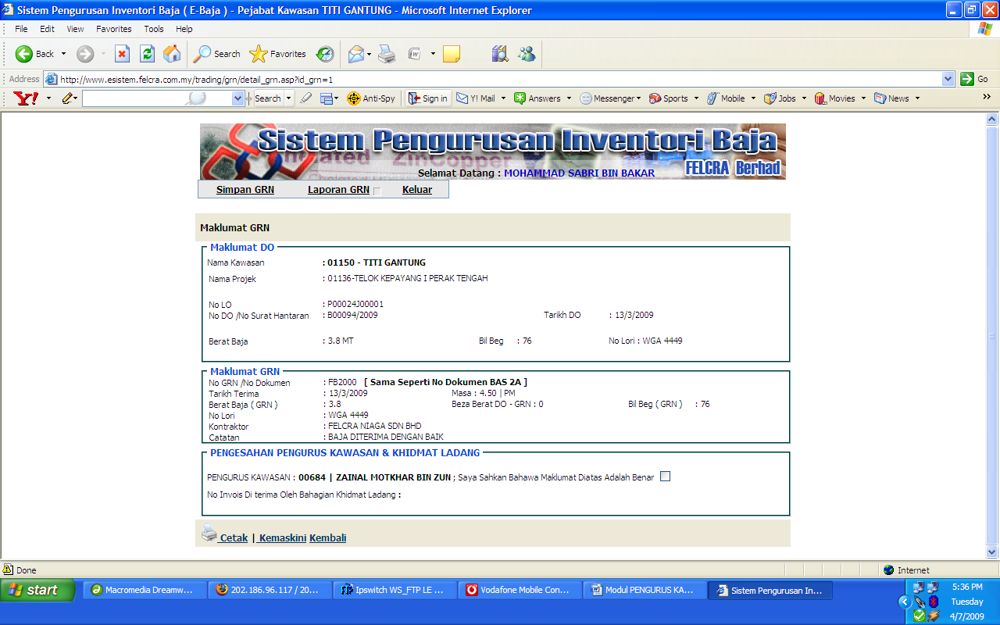 Sistem Pengurusan Inventori Baja ( E-Baja ) - Pejabat Kawasan TITI GANTUNG - Microsoft Internet Explorer
File Edit View Favorites Tools Help
Back Search Favorites
Address http://www.esistem.felcra.com.my/trading/grn/detail_grn.asp?id_grn=1 Go
Y! Search Anti-Spy Sign in Y! Mail Answers Messenger Sports Mobile Jobs Movies News »
Sistem Pengurusan Inventori Baja
FELCRA Berhad
Selamat Datang : MOHAMMAD SABRI BIN BAKAR
Simpan GRN Laporan GRN Keluar
Maklumat GRN
Maklumat DO
Nama Kawasan : 01150 - TITI GANTUNG
Nama Projek : 01136-TELOK KEPAYANG I PERAK TENGAH
No LO : P00024J00001
No DO /No Surat Hantaran : B00094/2009 Tarikh DO : 13/3/2009
Berat Baja : 3.8 MT Bil Beg : 76 No Lori : WGA 4449
Maklumat GRN
No GRN /No Dokumen : FB2000 [ Sama Seperti No Dokumen BAS 2A ]
Tarikh Terima : 13/3/2009 Masa : 4.50 | PM
Berat Baja ( GRN ) : 3.8 Beza Berat DO - GRN : 0 Bil Beg ( GRN ) : 76
No Lori : WGA 4449
Kontraktor : FELCRA NIAGA SDN BHD
Catatan : BAJA DITERIMA DENGAN BAIK
PENGESAHAN PENGURUS KAWASAN & KHIDMAT LADANG
PENGURUS KAWASAN : 00684 | ZAINAL MOTKHAR BIN ZUN ; Saya Sahkan Bahawa Maklumat Diatas Adalah Benar
No Invois Di terima Oleh Bahagian Khidmat Ladang :
Cetak | Kemaskini Kembali
Done Internet
start Macromedia Dreamw... 202.186.96.117 / 20... Ipswitch WS_FTP LE ... Vodafone Mobile Con... Modul PENGURUS KA... Sistem Pengurusan In... 5:36 PM
Tuesday
4/7/2009